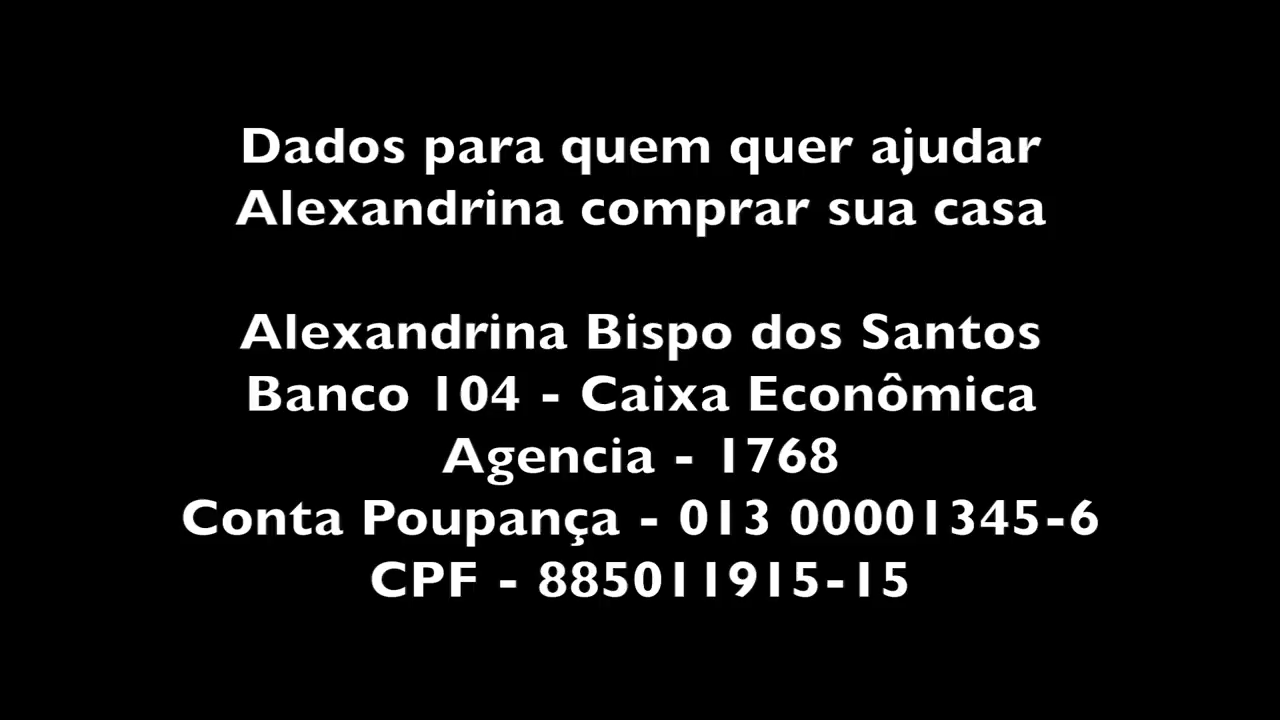 Dados para quem quer ajudar
Alexandrina comprar sua casa
Alexandrina Bispo dos Santos
Banco 104 - Caixa Econômica
Agencia - 1768
Conta Poupança - 013 00001345-6
CPF - 885011915-15